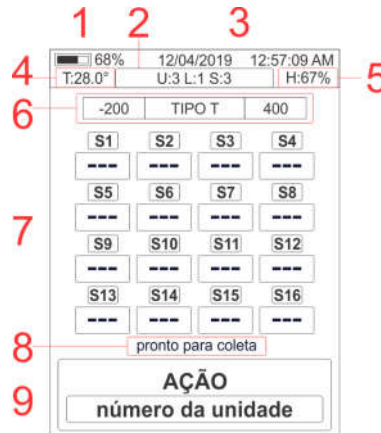 1 2 3
68% 12/04/2019 12:57:09 AM
4 T:28.0° U:3 L:1 S:3 H:67% 5
6 -200 TIPO T 400
S1 S2 S3 S4
--- --- --- ---
S5 S6 S7 S8
7 --- --- --- ---
S9 S10 S11 S12
--- --- --- ---
S13 S14 S15 S16
--- --- --- ---
8 pronto para coleta
AÇÃO
9 número da unidade